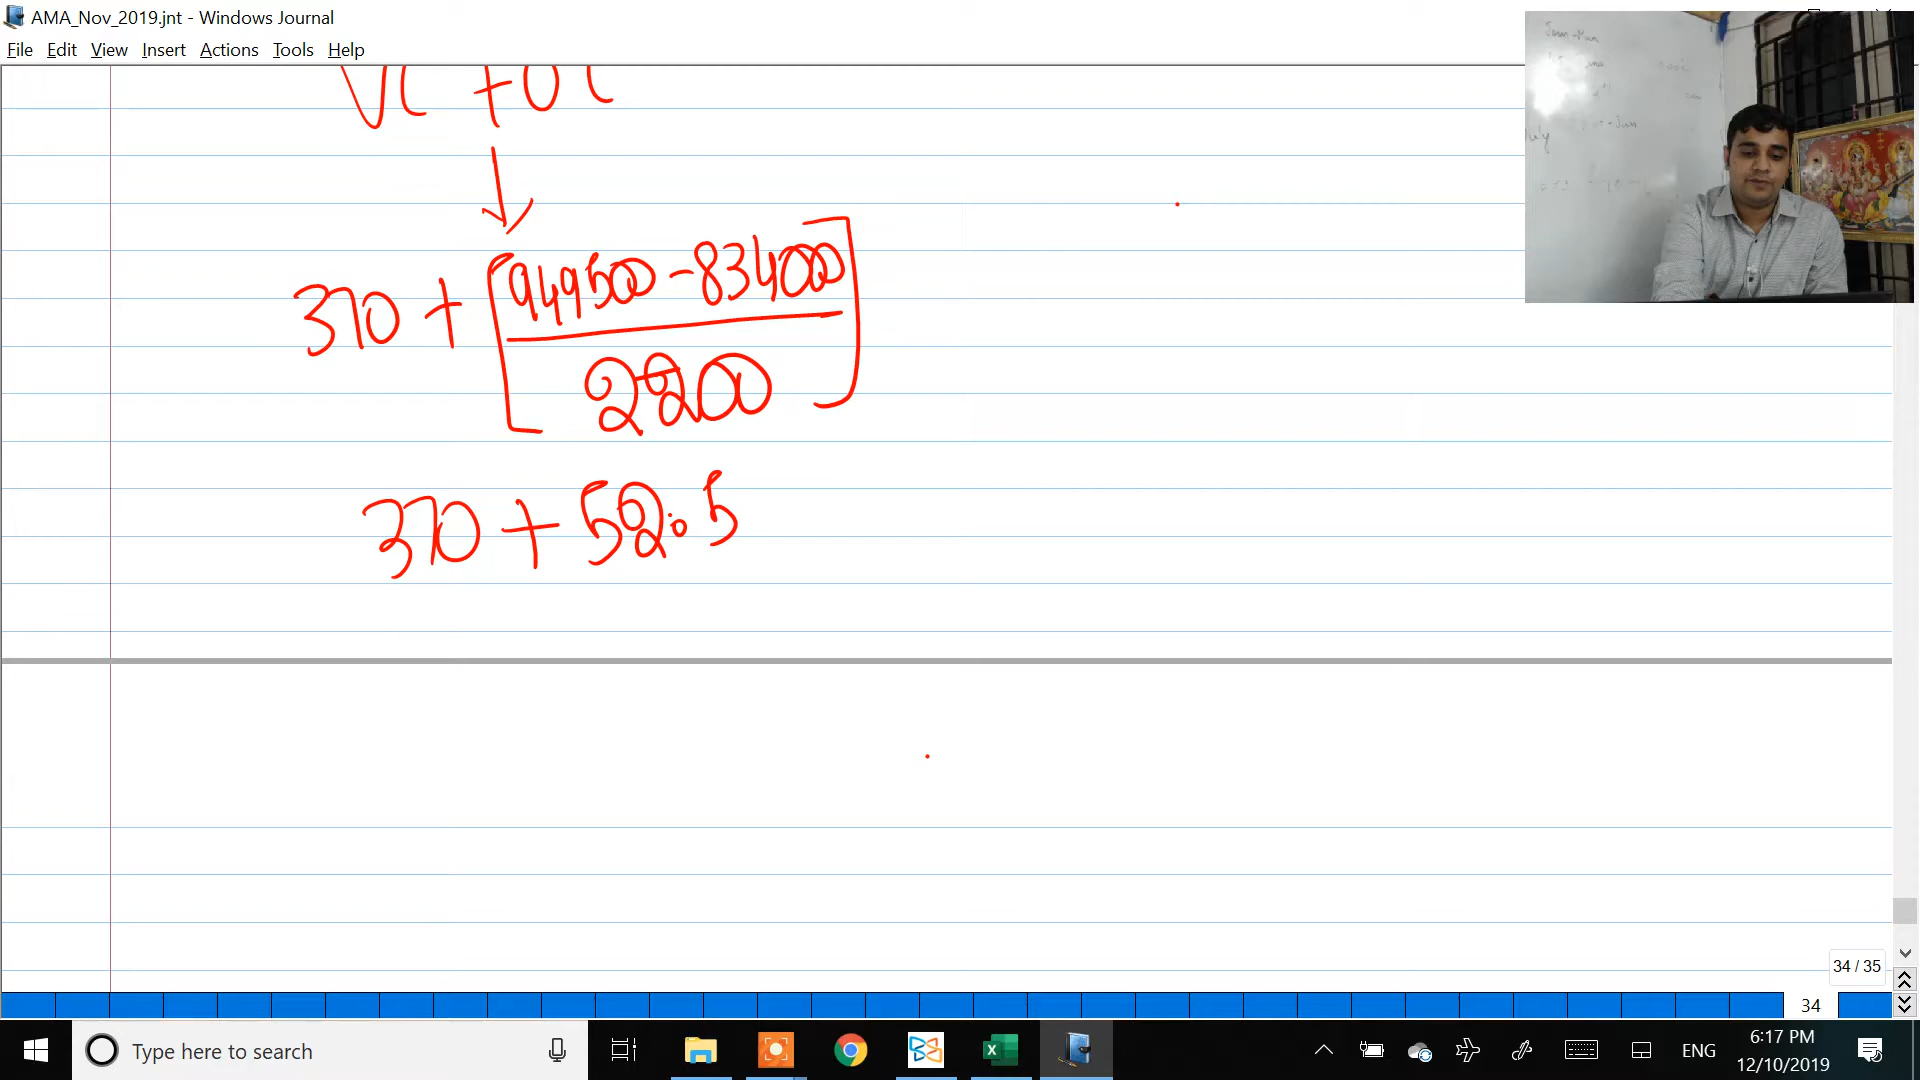 AMA_Nov_2019.jnt - Windows Journal
File Edit View Insert Actions Tools Help
VC + OC
370 + [949500 - 834000
2200]
370 + 52.5
34 / 35
34
Type here to search
ENG
6:17 PM
12/10/2019